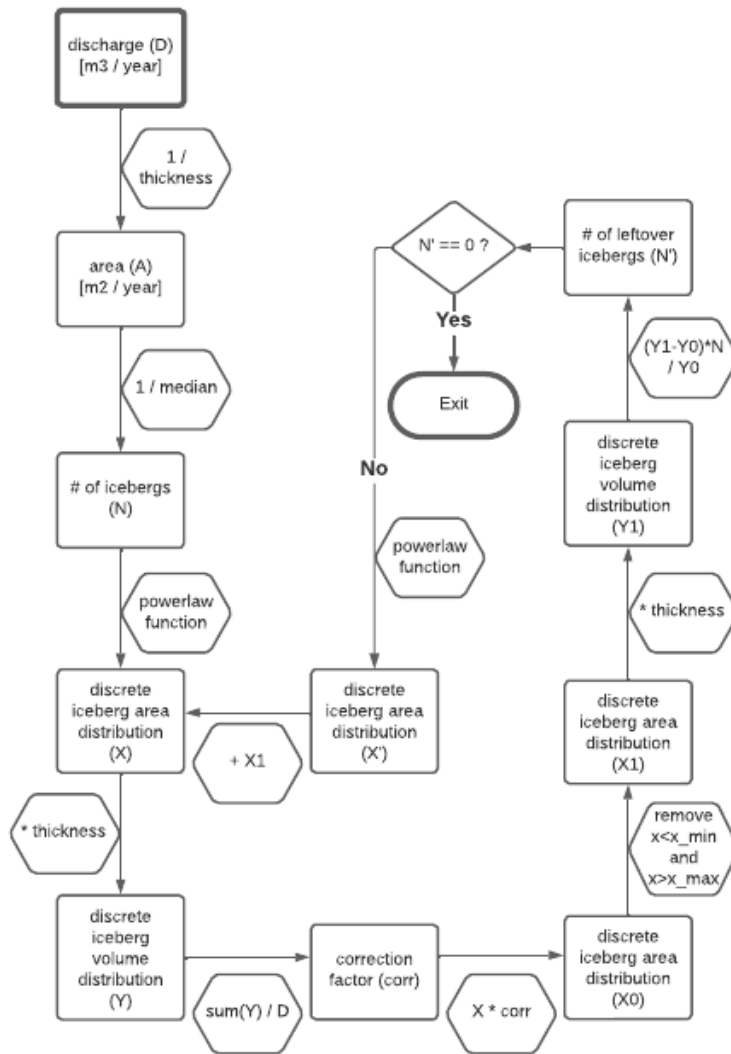 discharge (D)
[m3 / year]
1 /
thickness
area (A)
[m2 / year]
1 / median
# of icebergs
(N)
powerlaw
function
discrete
iceberg area
distribution
(X)
* thickness
discrete
iceberg
volume
distribution
(Y)
sum(Y) / D
correction
factor (corr)
X * corr
discrete
iceberg area
distribution
(X0)
remove
x<x_min
and
x>x_max
discrete
iceberg area
distribution
(X1)
* thickness
discrete
iceberg
volume
distribution
(Y1)
(Y1-Y0)*N
/ Y0
# of leftover
icebergs (N')
N' == 0 ?
Yes
Exit
No
powerlaw
function
discrete
iceberg area
distribution
(X')
+ X1